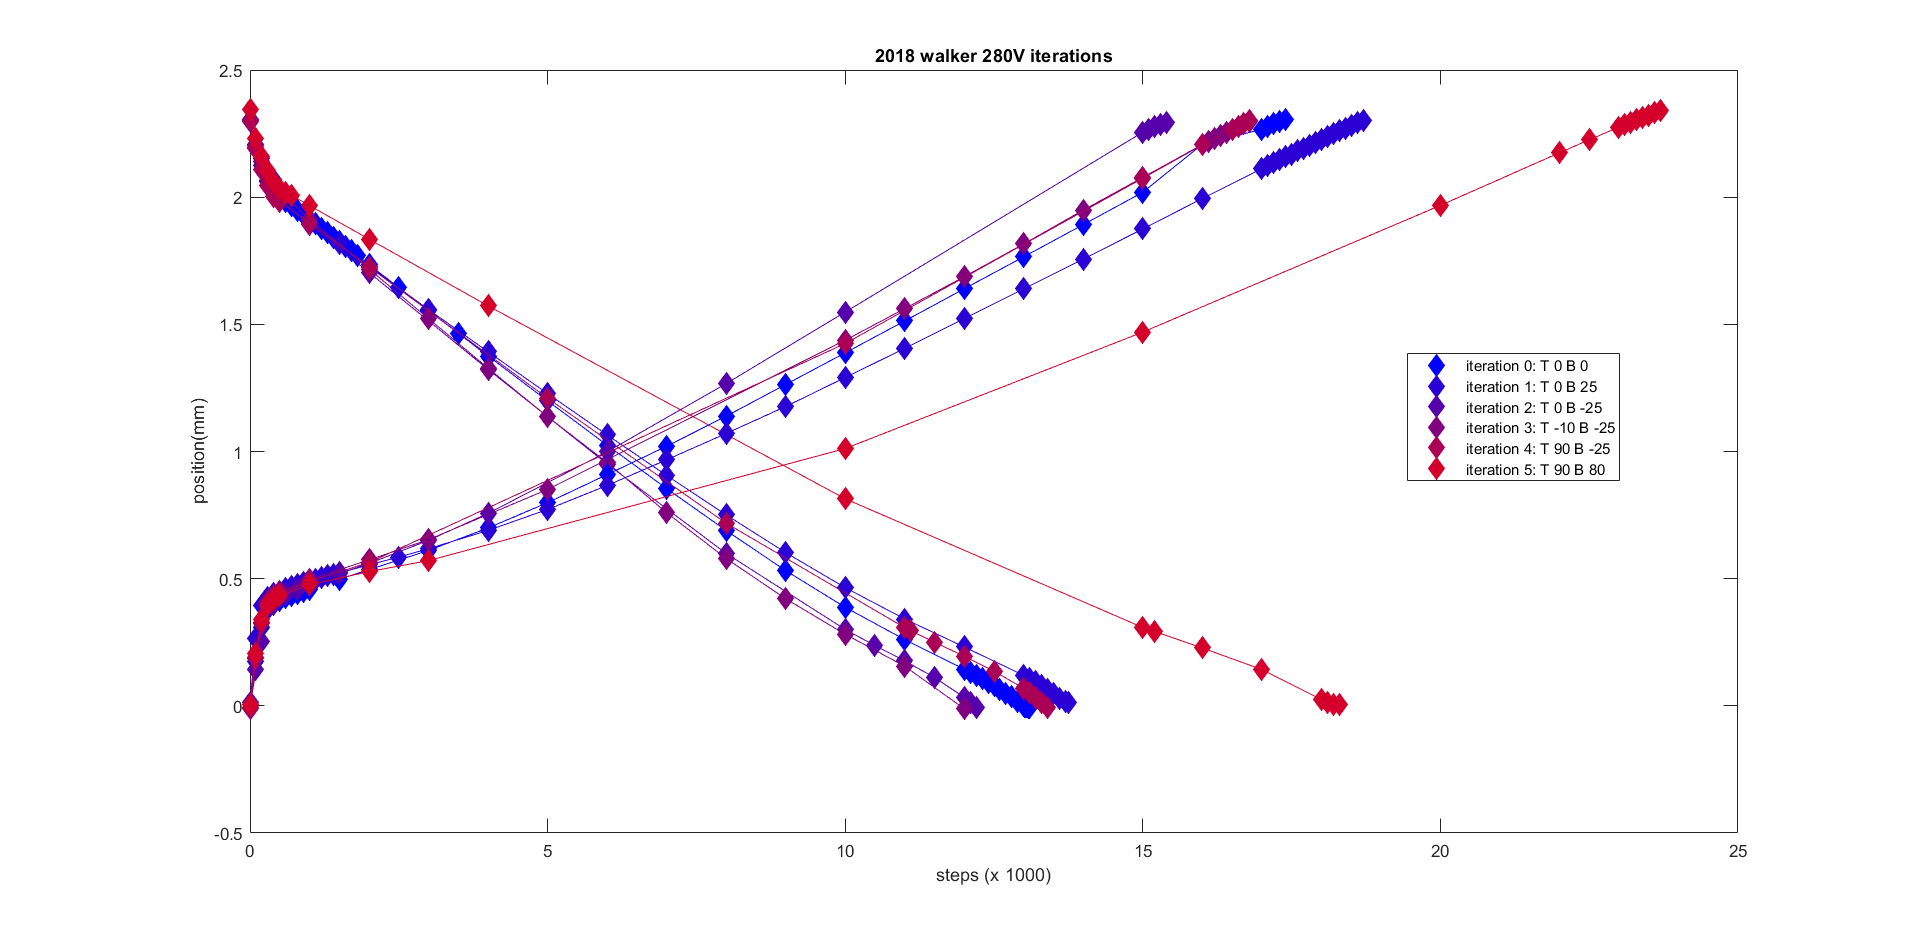 2018 walker 280V iterations
2.5
2
1.5
1
0.5
0
-0.5
position(mm)
0
5
10
15
20
25
steps (x 1000)
iteration 0: T 0 B 0
iteration 1: T 0 B 25
iteration 2: T 0 B -25
iteration 3: T -10 B -25
iteration 4: T 90 B -25
iteration 5: T 90 B 80